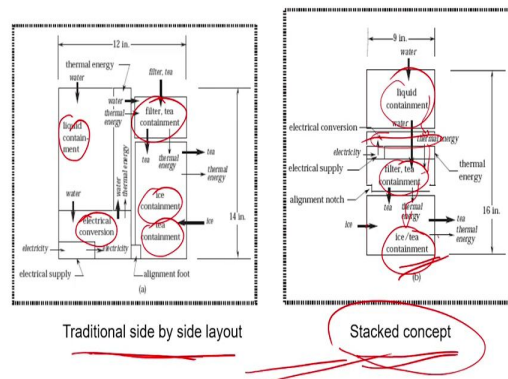 12 in.
thermal energy
water
filter, tea
water
thermal
energy
filter, tea
containment
liquid
contain-
ment
tea
thermal
energy
tea
thermal
energy
water
thermal energy
water
ice
containment
14 in.
ice
tea
containment
electrical
conversion
electricity
electricity
electrical supply
alignment foot
(a)
Traditional side by side layout
9 in.
water
liquid
containment
electrical conversion
water
thermal energy
electricity
electrical supply
filter, tea
containment
thermal
energy
alignment notch
thermal
energy
16 in.
tea
ice
thermal
energy
ice/tea
containment
(b)
Stacked concept